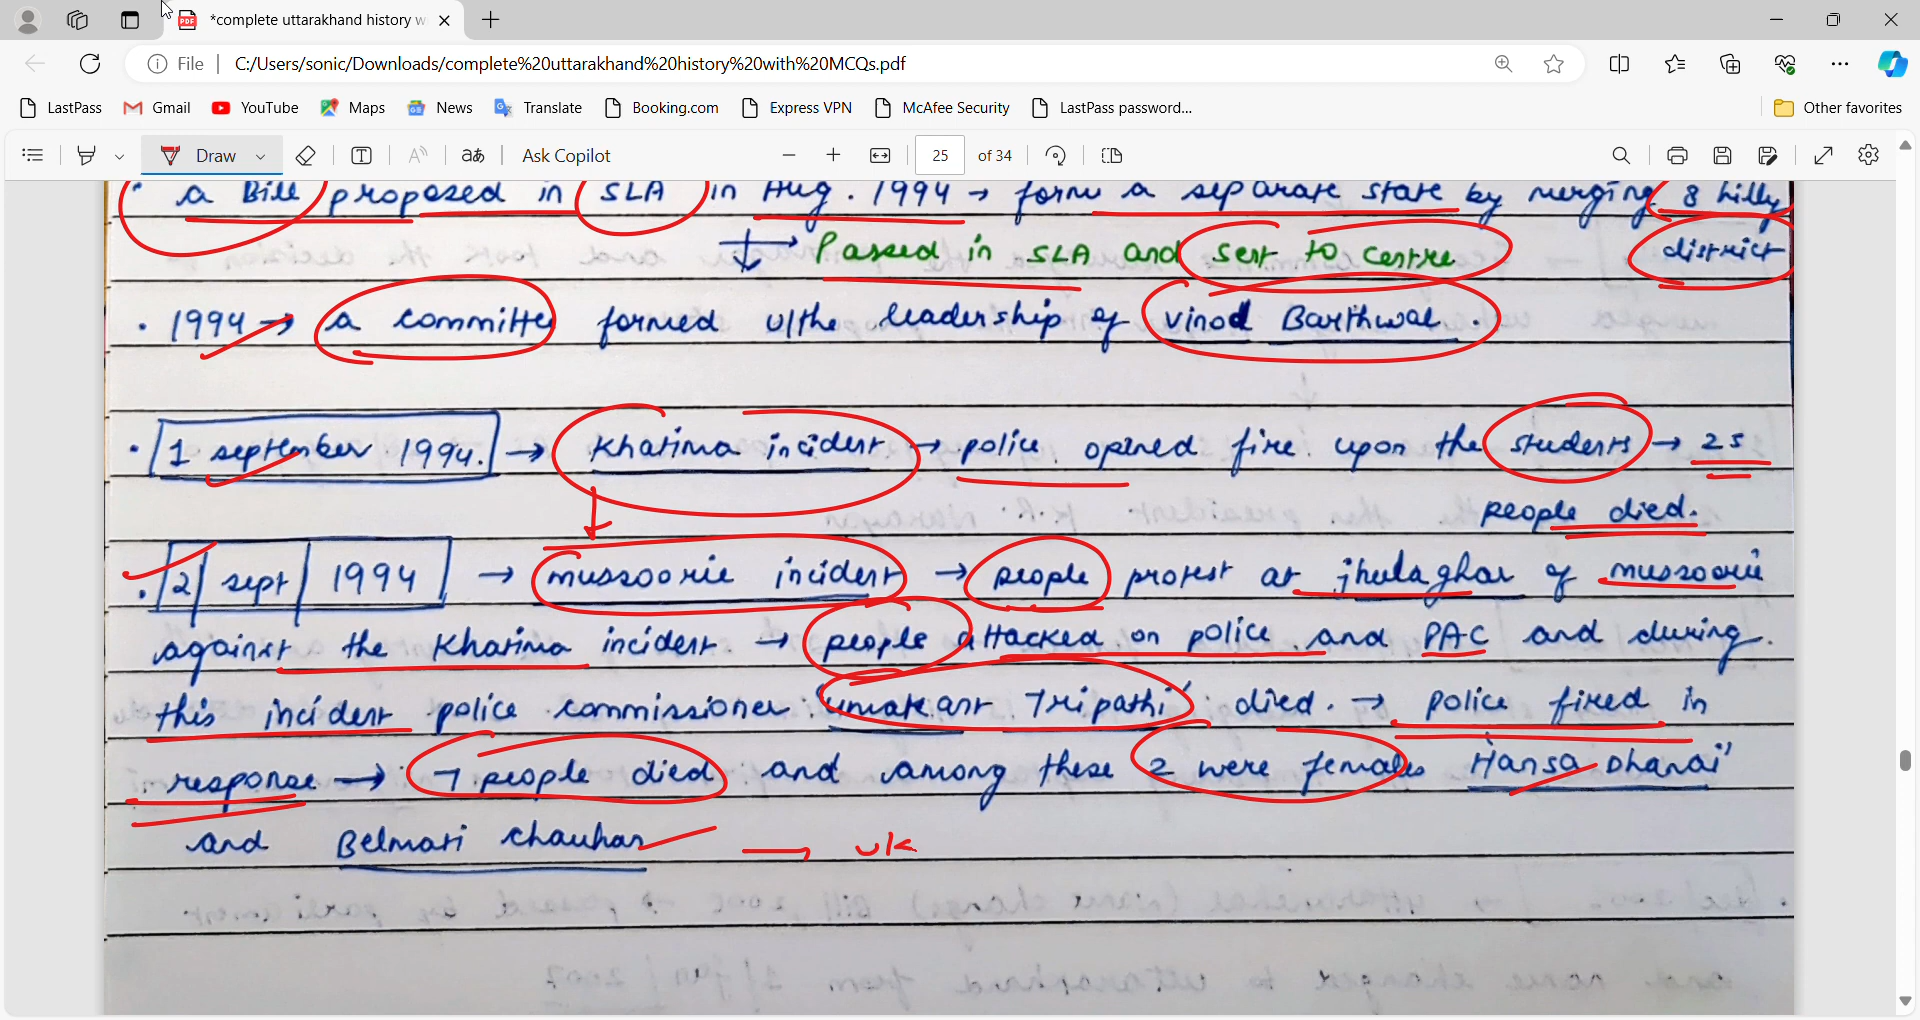 *complete uttarakhand history w
File C:/Users/sonic/Downloads/complete%20uttarakhand%20history%20with%20MCQs.pdf
LastPass Gmail YouTube Maps News Translate Booking.com Express VPN McAfee Security LastPass password... Other favorites
Draw Ask Copilot 25 of 34
• a Bill proposed in SLA in Aug. 1994 → form a separate state by merging 8 hilly
Passed in SLA and sent to centre district
• 1994 → a committe formed u/the leadership of Vinod Barthwal.
• 1 september 1994. → Khatima incident → police opened fire upon the students → 25
people died.
• 2 sept 1994 → mussoorie incident → people protest at jhulaghar of mussoorie
against the Khatima incident → people attacked on police and PAC and during
this incident police commissioner 'umakant Tripathi' died. → police fired in
response → 7 people died and among these 2 were females Hansa Dhanai'
and Belmati Chauhan → uk